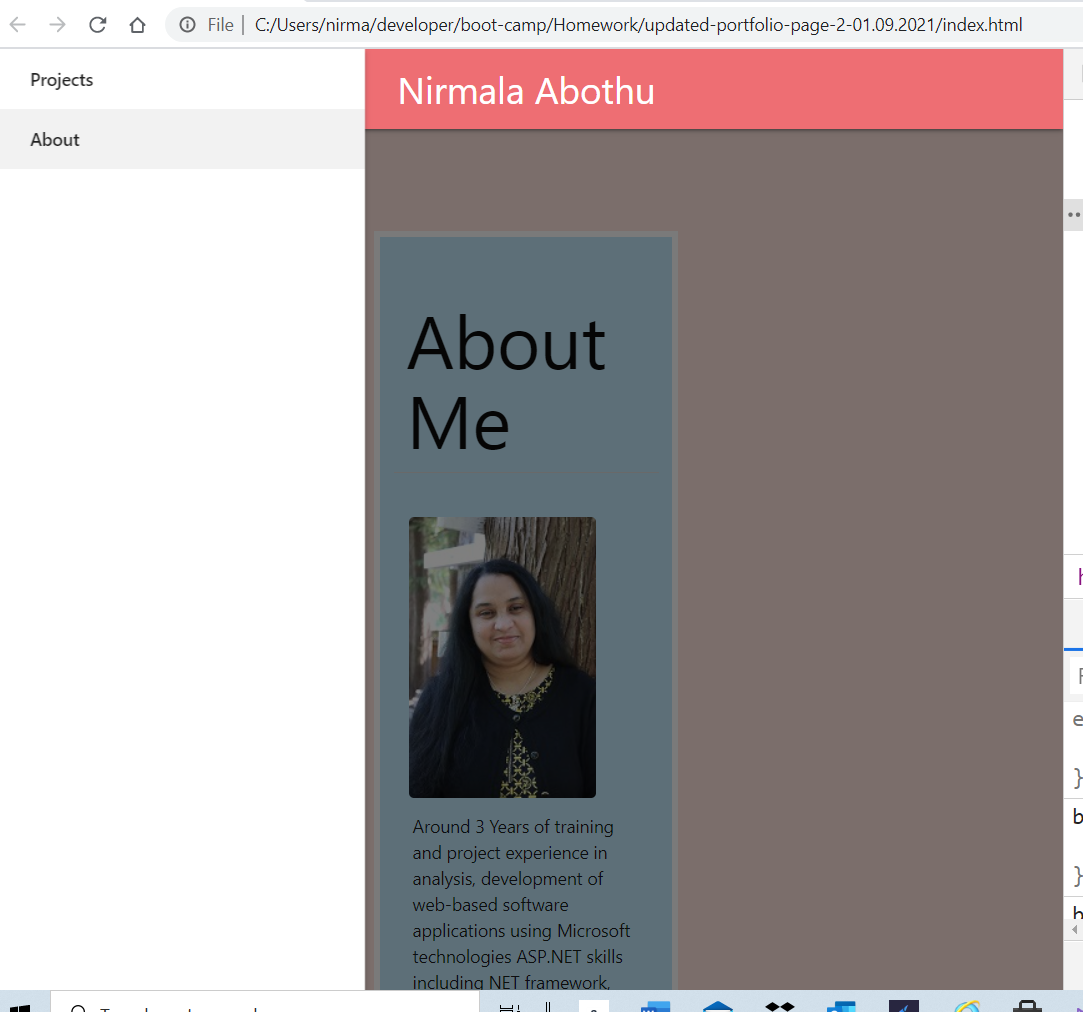 File | C:/Users/nirma/developer/boot-camp/Homework/updated-portfolio-page-2-01.09.2021/index.html
Projects
About
Nirmala Abothu
About
Me
Around 3 Years of training
and project experience in
analysis, development of
web-based software
applications using Microsoft
technologies ASP.NET skills
including NET framework,